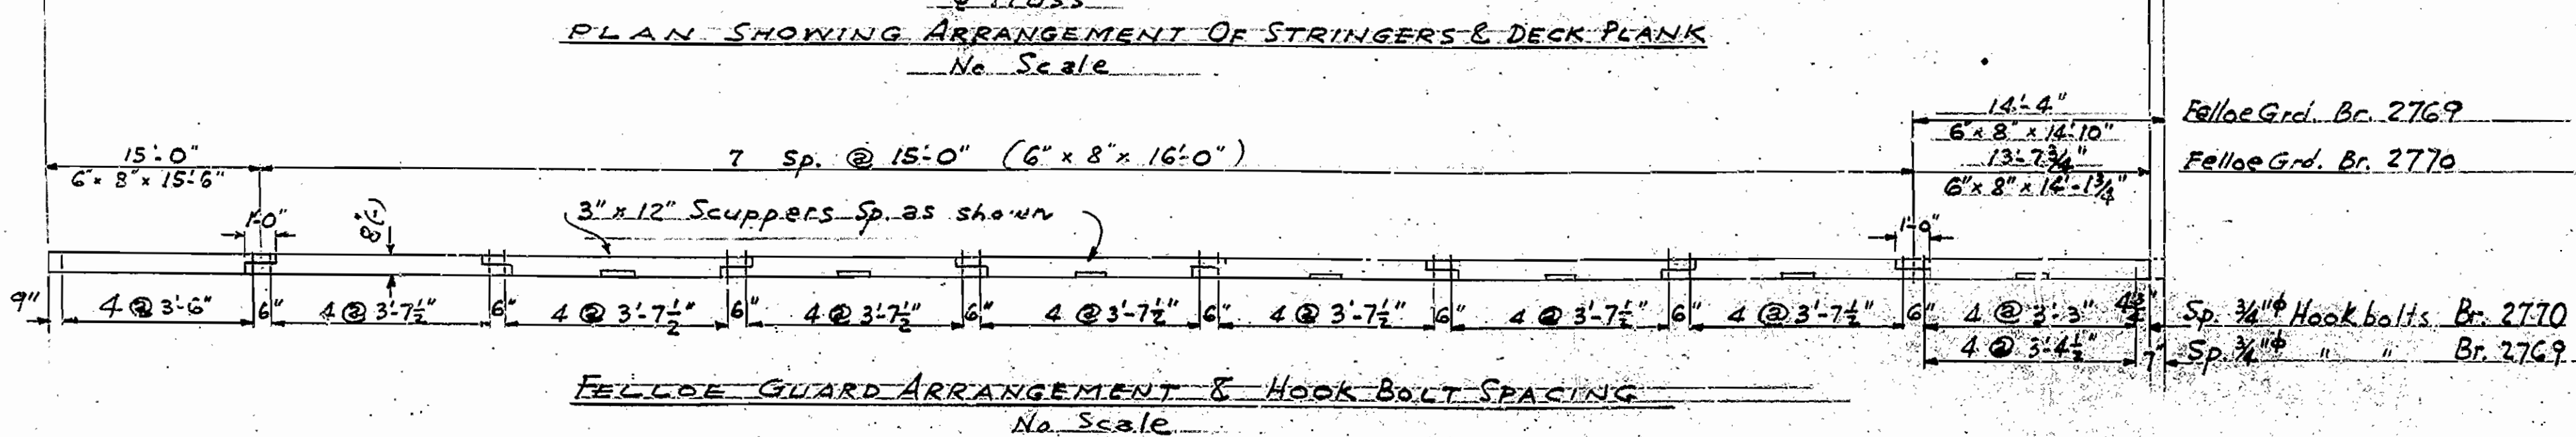 PLAN SHOWING ARRANGEMENT OF STRINGERS & DECK PLANK
No Scale
14'-4"
6" x 8" x 14'-10"
Felloe Grd. Br. 2769
15'-0"
6" x 8" x 15'-6"
7 Sp. @ 15'-0" (6" x 8" x 16'-0")
13'-7 3/4"
6" x 8" x 14'-1 3/4"
Felloe Grd. Br. 2770
1'-0"
3" x 12" Scuppers Sp. as shown
1'-0"
9" 4 @ 3'-6" 6" 4 @ 3'-7 1/2" 6" 4 @ 3'-7 1/2" 6" 4 @ 3'-7 1/2" 6" 4 @ 3'-7 1/2" 6" 4 @ 3'-7 1/2" 6" 4 @ 3'-7 1/2" 6" 4 @ 3'-7 1/2" 6" 4 @ 3'-3" Sp. 3/4"ϕ Hook bolts Br. 2770
4 @ 3'-4 1/2" 7" Sp. 3/4"ϕ " " Br. 2769
FELLOE GUARD ARRANGEMENT & HOOK BOLT SPACING
No Scale